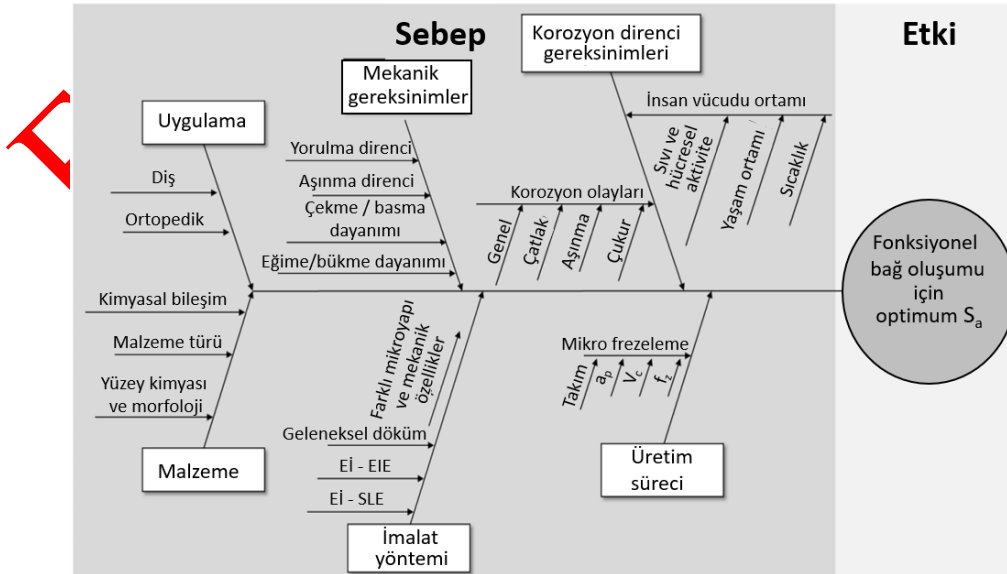 Sebep
Etki
Korozyon direnci
gereksinimleri
Mekanik
gereksinimler
Uygulama
İnsan vücudu ortamı
Sıvı ve
hücresel
aktivite
Yaşam ortamı
Sıcaklık
Yorulma direnci
Aşınma direnci
Çekme / basma
dayanımı
Eğime/bükme dayanımı
Diş
Ortopedik
Korozyon olayları
Genel
Çatlak
Aşınma
Çukur
Fonksiyonel
bağ oluşumu
için
optimum Sa
Kimyasal bileşim
Malzeme türü
Yüzey kimyası
ve morfoloji
Malzeme
Farklı mikroyapı
ve mekanik
özellikler
Geleneksel döküm
Eİ - EIE
Eİ - SLE
İmalat
yöntemi
Mikro frezeleme
Takım
ap
Vc
fz
Üretim
süreci